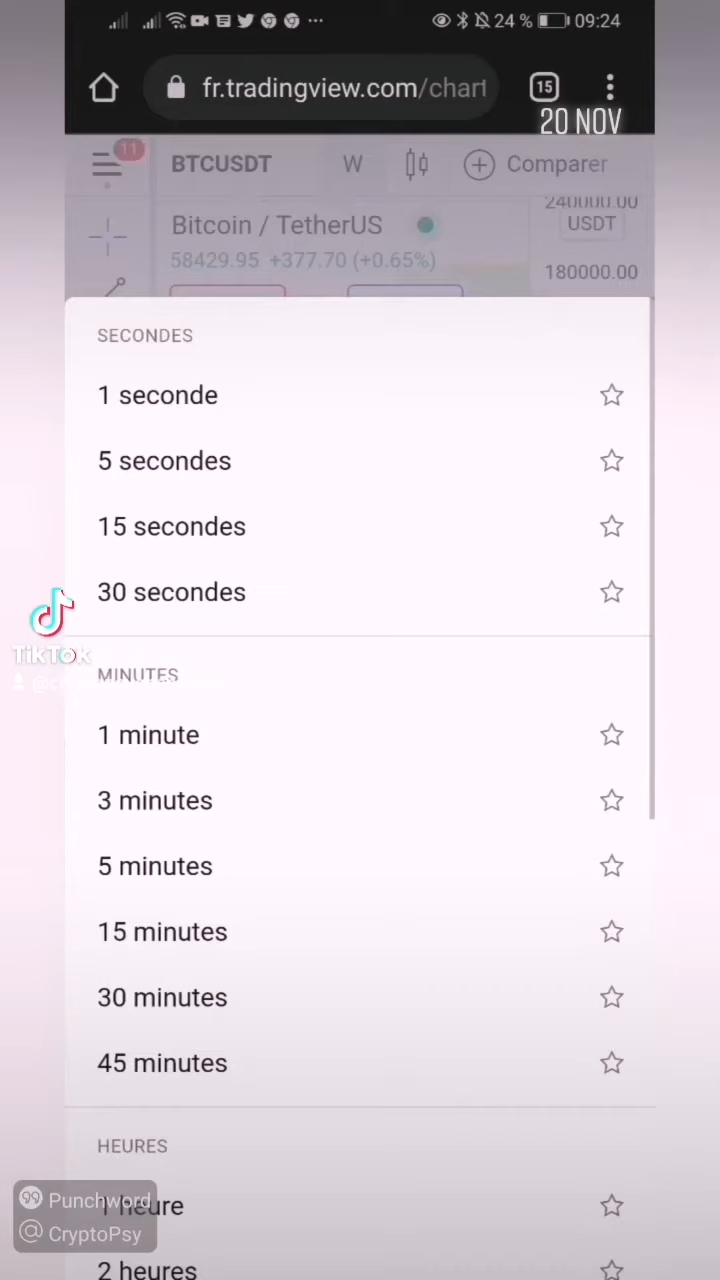 24 % 09:24
fr.tradingview.com/chart
15
20 NOV
11
BTCUSDT
W
Comparer
240000.00
Bitcoin / TetherUS
USDT
58429.95 +377.70 (+0.65%)
180000.00
SECONDES
1 seconde
5 secondes
15 secondes
30 secondes
TikTok
MINUTES
1 minute
3 minutes
5 minutes
15 minutes
30 minutes
45 minutes
HEURES
Punchword
1 heure
@ CryptoPsy
2 heures